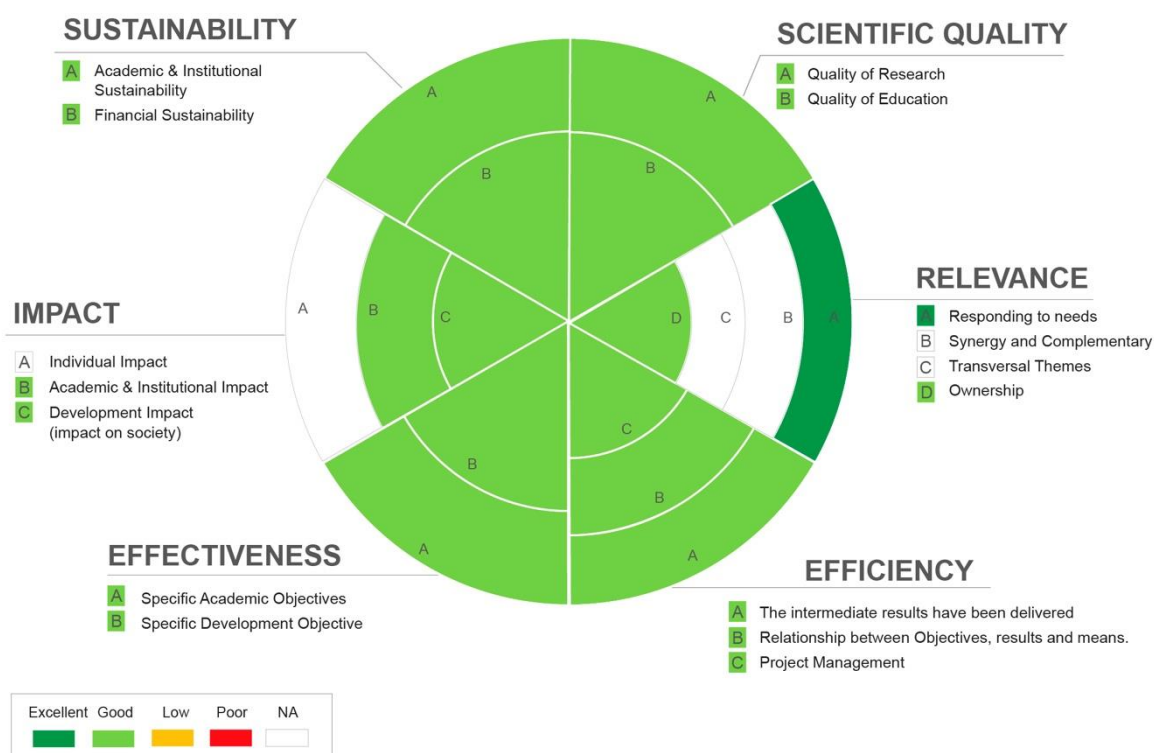 SUSTAINABILITY
A Academic & Institutional
Sustainability
B Financial Sustainability
SCIENTIFIC QUALITY
A Quality of Research
B Quality of Education
A
A
B
B
IMPACT
A Individual Impact
B Academic & Institutional Impact
C Development Impact
(impact on society)
A
B
C
D
C
B
A
RELEVANCE
A Responding to needs
B Synergy and Complementary
C Transversal Themes
D Ownership
C
B
B
A
A
EFFECTIVENESS
A Specific Academic Objectives
B Specific Development Objective
EFFICIENCY
A The intermediate results have been delivered
B Relationship between Objectives, results and means.
C Project Management
Excellent Good Low Poor NA